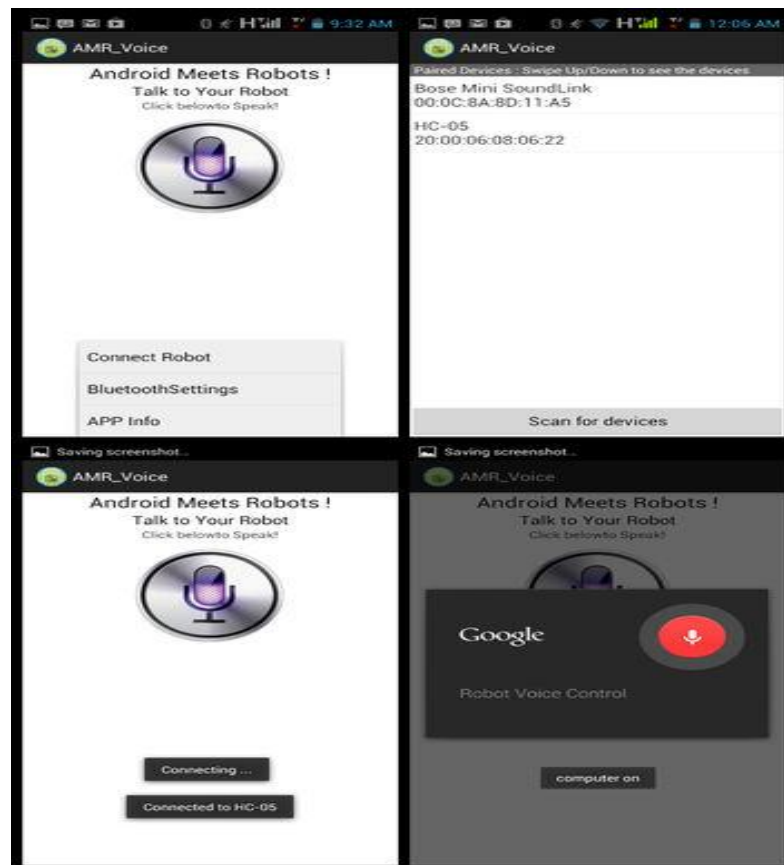 9:32 AM
AMR_Voice
Android Meets Robots !
Talk to Your Robot
Click belowto Speak!
Connect Robot
BluetoothSettings
APP Info
H 12:06 AM
AMR_Voice
Paired Devices : Swipe Up/Down to see the devices
Bose Mini SoundLink
00:0C:8A:8D:11:A5
HC-05
20:00:06:08:06:22
Scan for devices
Saving screenshot...
AMR_Voice
Android Meets Robots !
Talk to Your Robot
Click belowto Speak!
Connecting ...
Connected to HC-05
Saving screenshot...
AMR_Voice
Android Meets Robots !
Talk to Your Robot
Click belowto Speak!
Google
Robot Voice Control
computer on